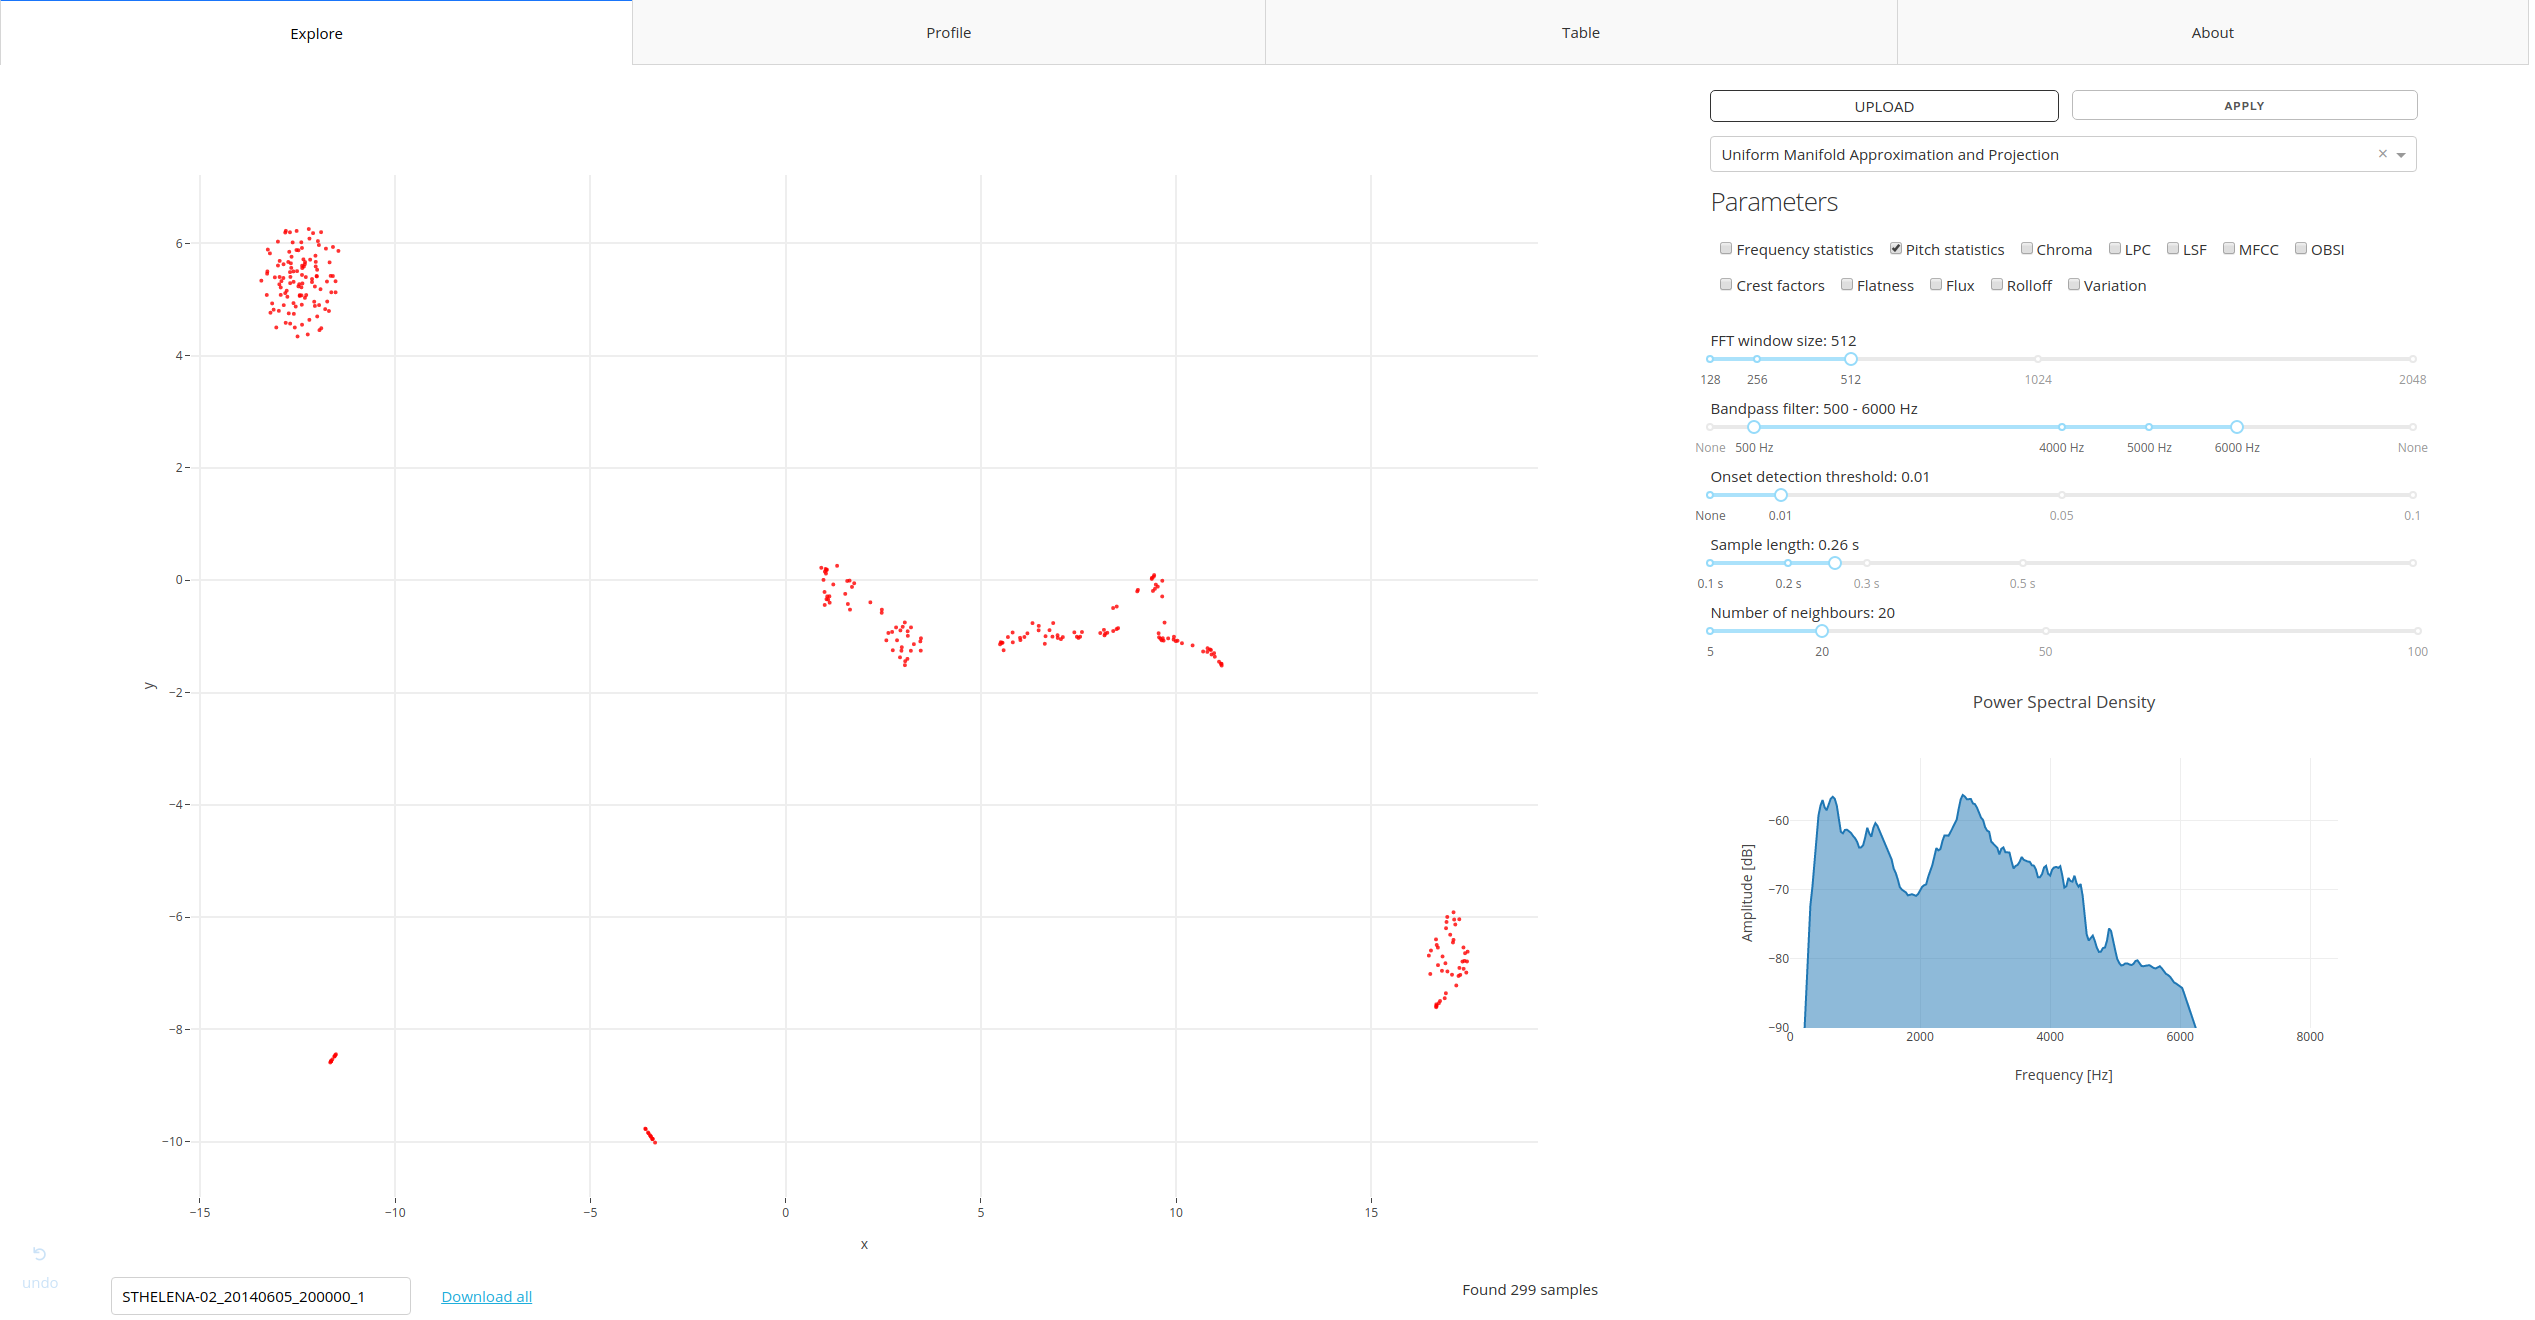 Explore Profile Table About
UPLOAD APPLY
Uniform Manifold Approximation and Projection × 
Parameters
Frequency statistics Pitch statistics Chroma LPC LSF MFCC OBSI
Crest factors Flatness Flux Rolloff Variation
FFT window size: 512
128 256 512 1024 2048
Bandpass filter: 500 - 6000 Hz
None 500 Hz 4000 Hz 5000 Hz 6000 Hz None
Onset detection threshold: 0.01
None 0.01 0.05 0.1
Sample length: 0.26 s
0.1 s 0.2 s 0.3 s 0.5 s
Number of neighbours: 20
5 20 50 100
6
4
2
0
−2
−4
−6
−8
−10
y
−15 −10 −5 0 5 10 15
x
Power Spectral Density
−60
−70
−80
−90
Amplitude [dB]
0 2000 4000 6000 8000
Frequency [Hz]
undo
STHELENA-02_20140605_200000_1 Download all Found 299 samples